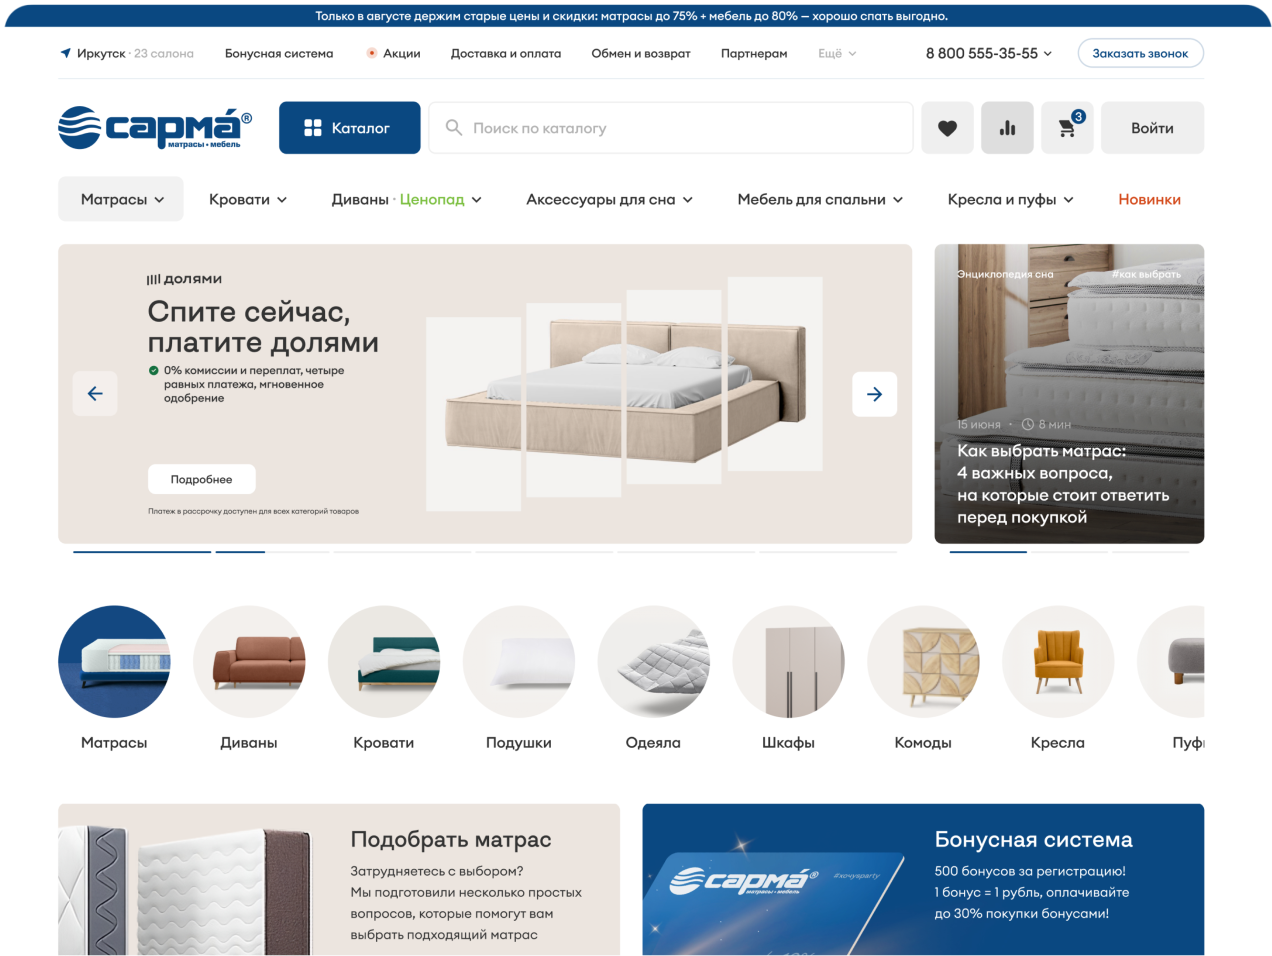 Только в августе держим старые цены и скидки: матрасы до 75% + мебель до 80% — хорошо спать выгодно.
Иркутск · 23 салона
Бонусная система
Акции
Доставка и оплата
Обмен и возврат
Партнерам
Ещё
8 800 555-35-55
Заказать звонок
сарма́®
матрасы • мебель
Каталог
Поиск по каталогу
3
Войти
Матрасы
Кровати
Диваны · Ценопад
Аксессуары для сна
Мебель для спальни
Кресла и пуфы
Новинки
долями
Спите сейчас,
платите долями
0% комиссии и переплат, четыре
равных платежа, мгновенное
одобрение
Подробнее
Платеж в рассрочку доступен для всех категорий товаров
Энциклопедия сна
#как выбрать
15 июня • 8 мин
Как выбрать матрас:
4 важных вопроса,
на которые стоит ответить
перед покупкой
Матрасы
Диваны
Кровати
Подушки
Одеяла
Шкафы
Комоды
Кресла
Пуф
Подобрать матрас
Затрудняетесь с выбором?
Мы подготовили несколько простых
вопросов, которые помогут вам
выбрать подходящий матрас
сарма́®
матрасы • мебель
#хочуsparty
Бонусная система
500 бонусов за регистрацию!
1 бонус = 1 рубль, оплачивайте
до 30% покупки бонусами!